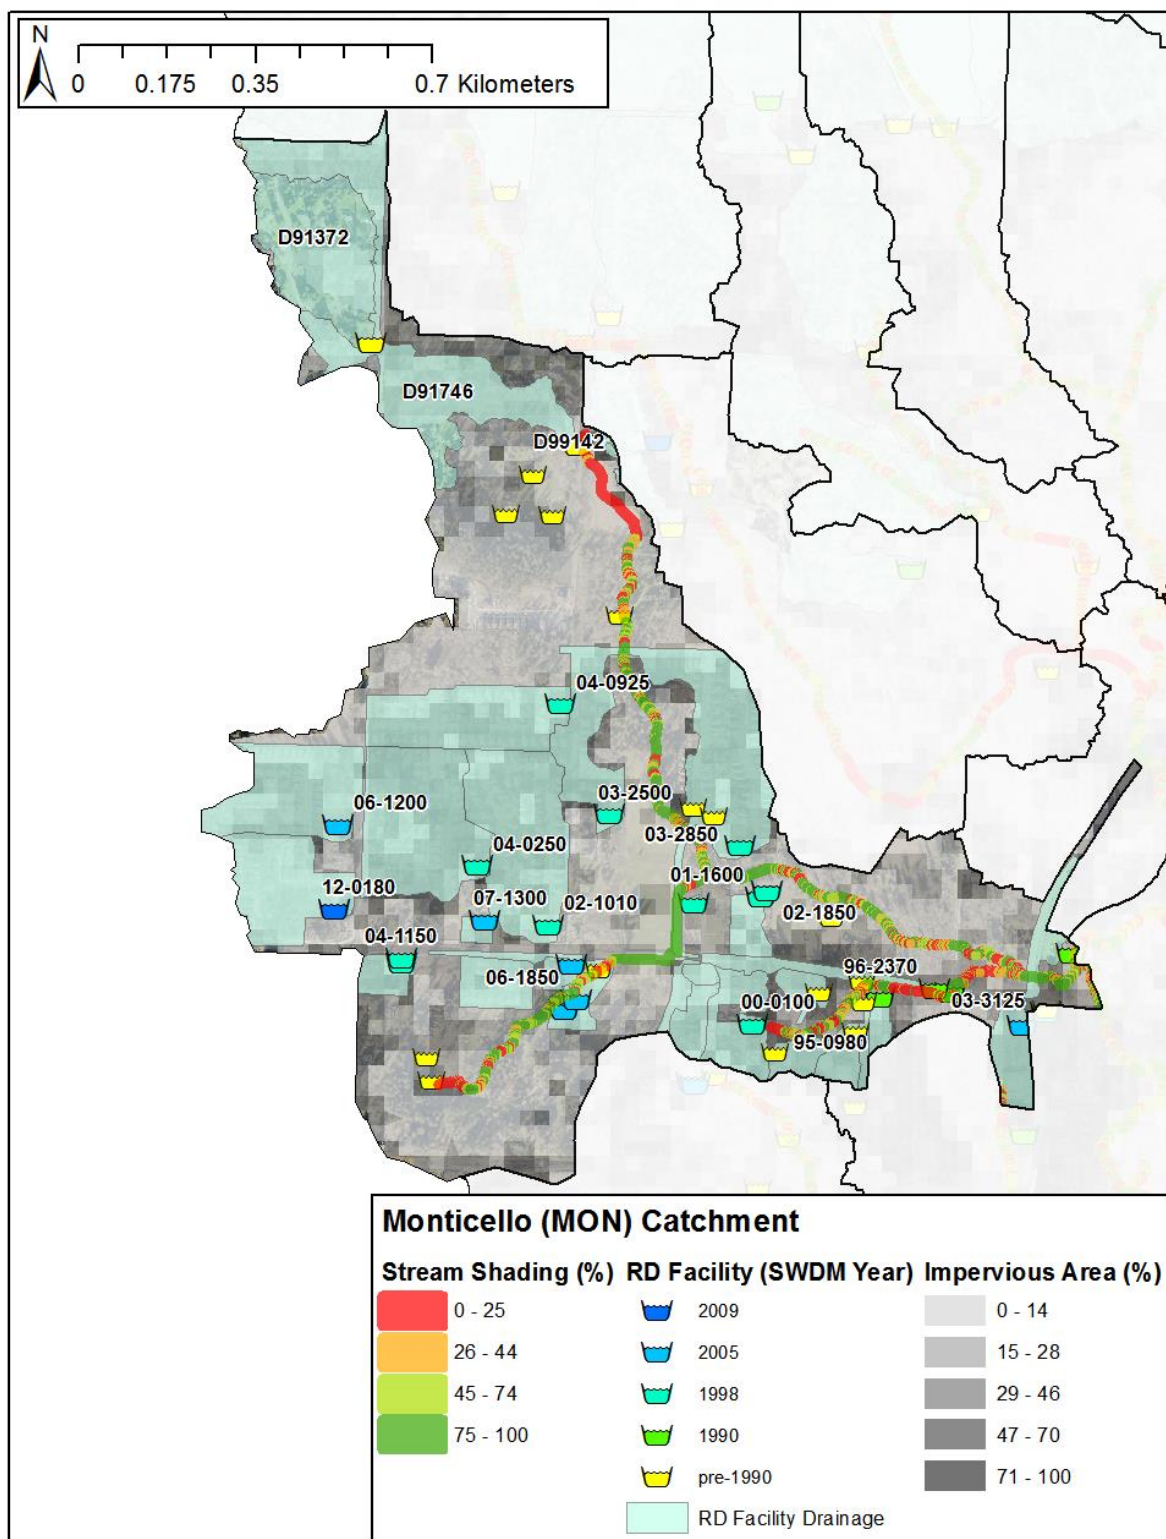 N
0 0.175 0.35 0.7 Kilometers
D91372
D91746
D99142
04-0925
06-1200
03-2500
03-2850
04-0250
01-1600
12-0180
07-1300
02-1010
02-1850
04-1150
06-1850
96-2370
00-0100
03-3125
95-0980
Monticello (MON) Catchment
Stream Shading (%) RD Facility (SWDM Year) Impervious Area (%)
0 - 25 2009 0 - 14
26 - 44 2005 15 - 28
45 - 74 1998 29 - 46
75 - 100 1990 47 - 70
pre-1990 71 - 100
RD Facility Drainage